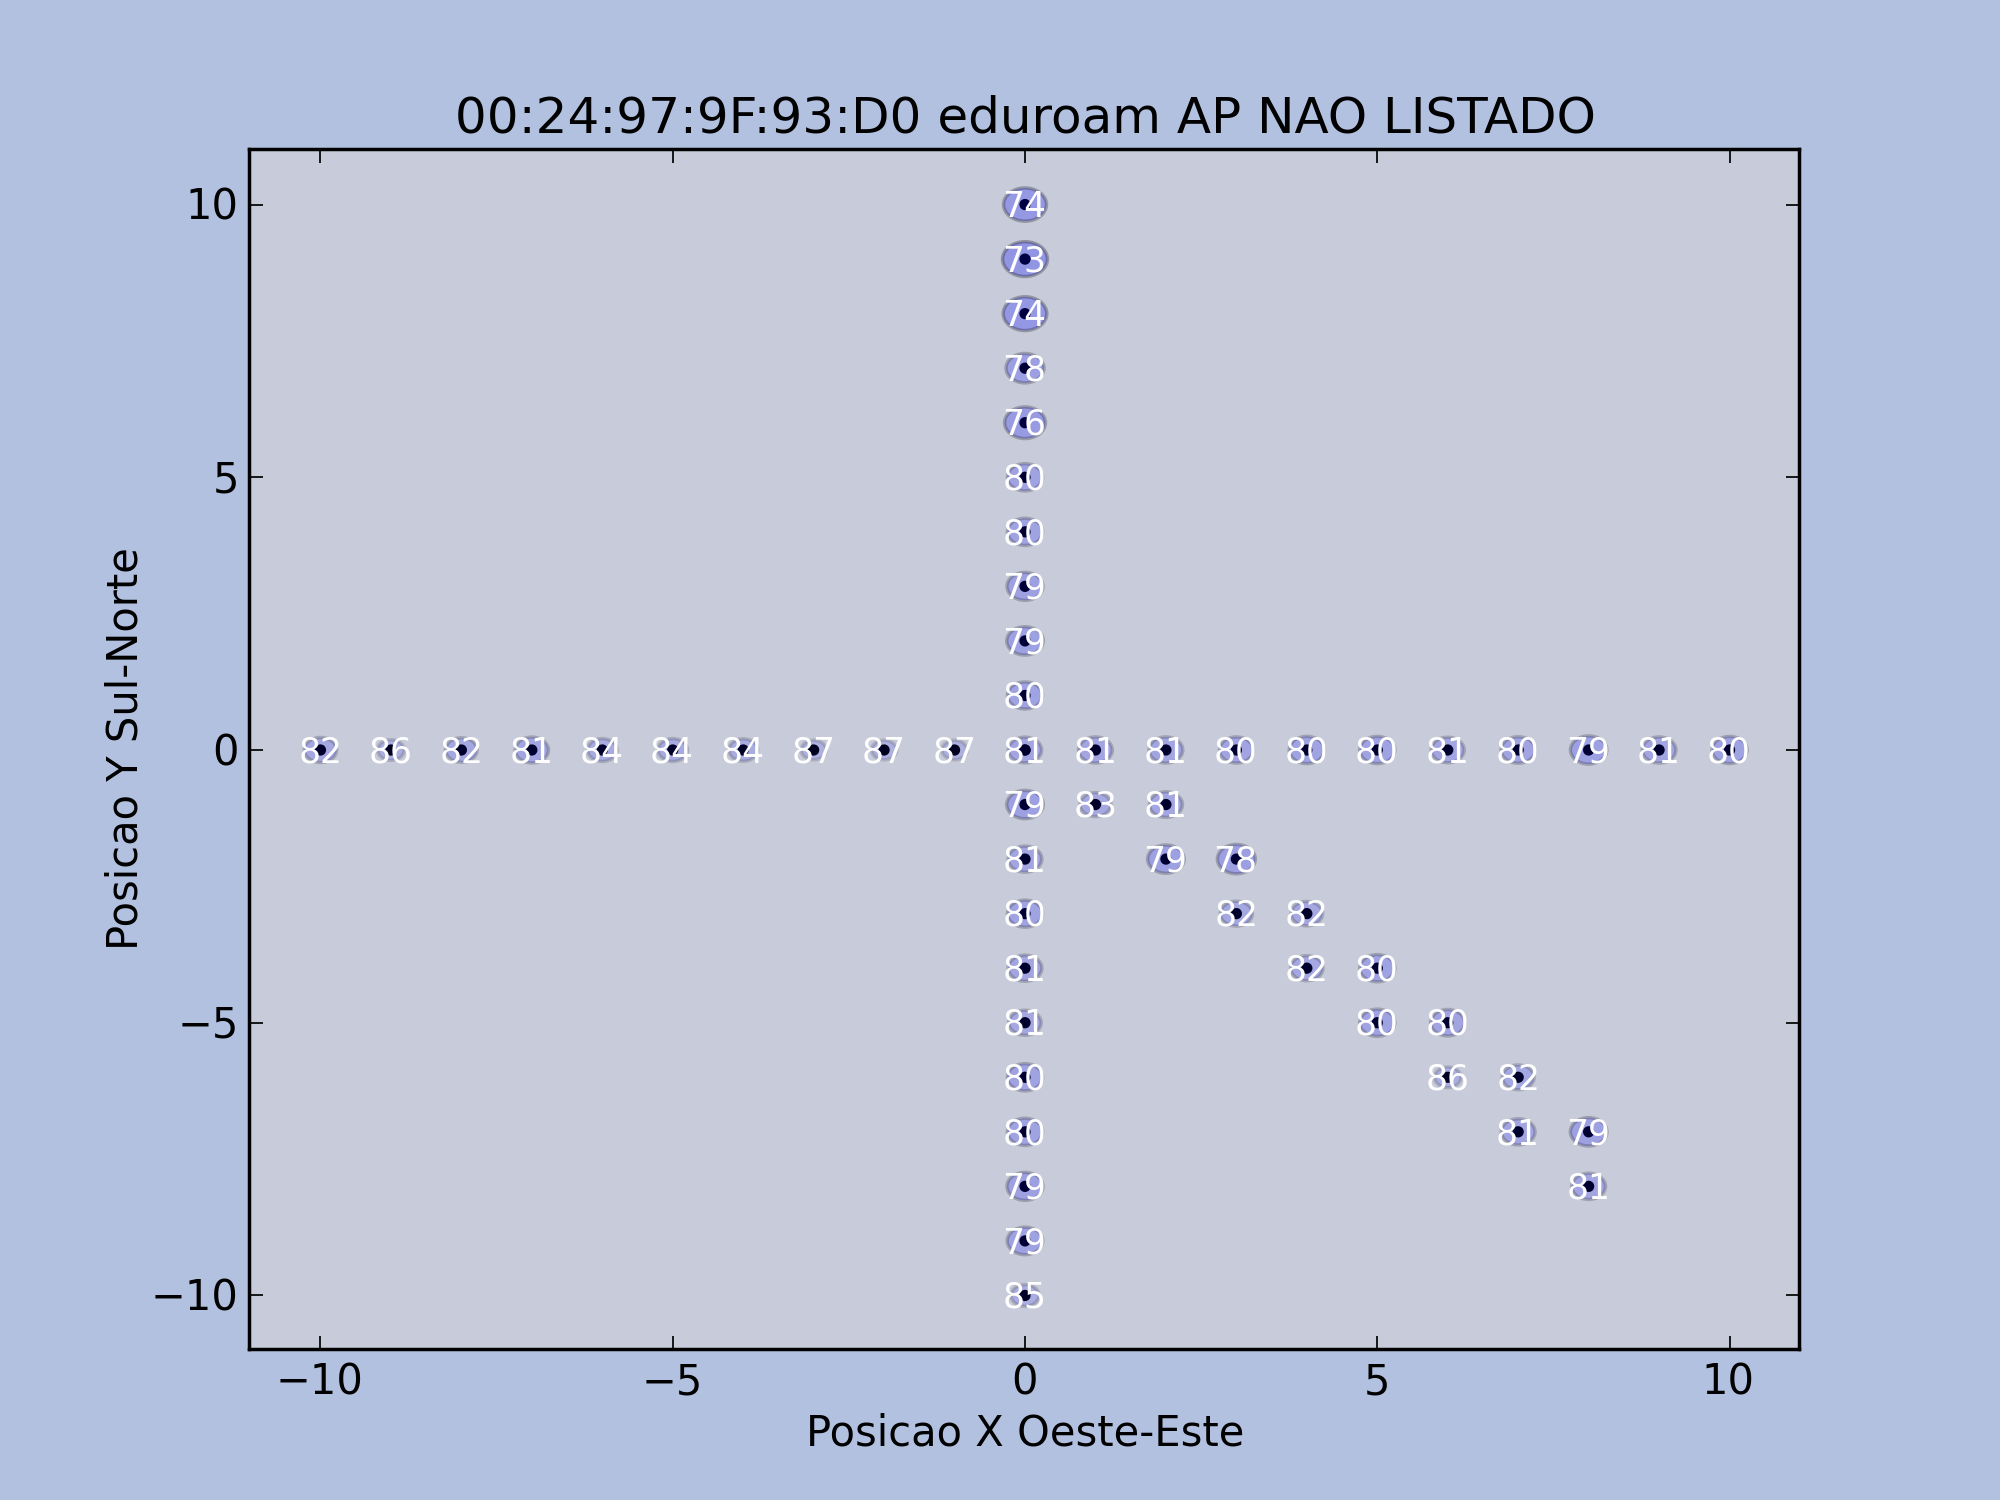 00:24:97:9F:93:D0 eduroam AP NAO LISTADO
10
74
73
74
78
76
5
80
80
79
79
80
0
82 86 82 81 84 84 84 87 87 87 81 81 81 80 80 80 81 80 79 81 80
79 83 81
81 79 78
80 82 82
81 82 80
−5
81 80 80
80 86 82
80 81 79
79 81
79
−10
85
−10 −5 0 5 10
Posicao X Oeste-Este
Posicao Y Sul-Norte